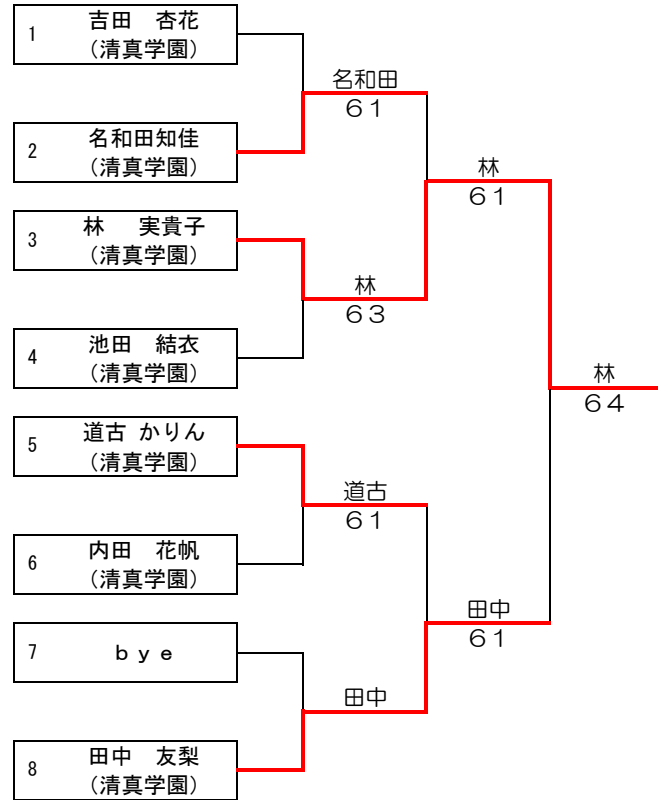 1 吉田 杏花
(清真学園)
名和田
61
2 名和田知佳
(清真学園)
林
61
3 林 実貴子
(清真学園)
林
63
4 池田 結衣
(清真学園)
林
64
5 道古 かりん
(清真学園)
道古
61
6 内田 花帆
(清真学園)
田中
61
7 bye
田中
8 田中 友梨
(清真学園)